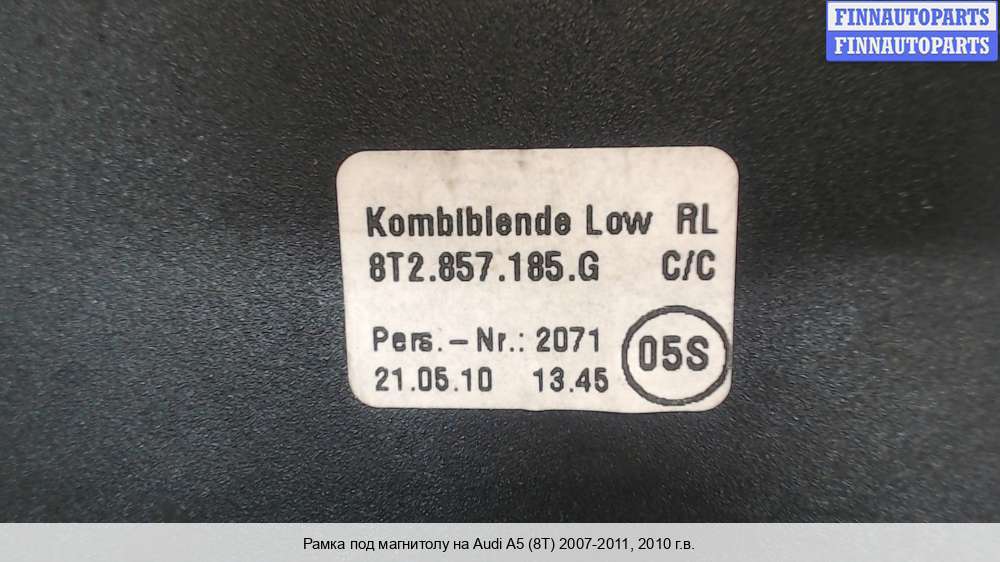 FINNAUTOPARTS
FINNAUTOPARTS
Kombiblende Low RL
8T2.857.185.G C/C
Pers.-Nr.: 2071
05S
21.05.10 13.45
Рамка под магнитолу на Audi A5 (8T) 2007-2011, 2010 г.в.